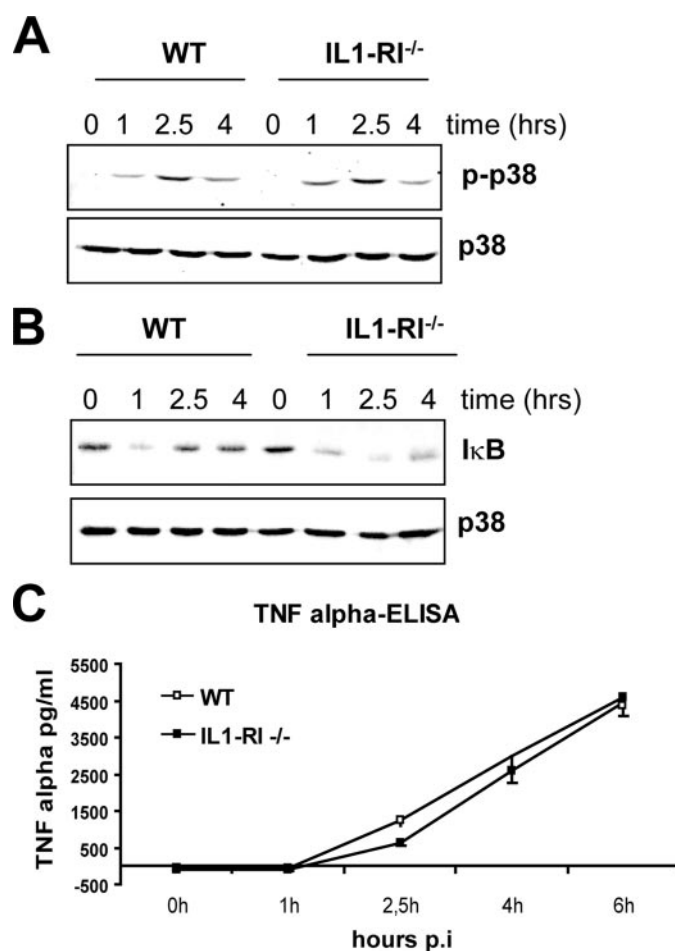 A
WT IL1-RI-/-
0 1 2.5 4 0 1 2.5 4 time (hrs)
p-p38
p38
B
WT IL1-RI-/-
0 1 2.5 4 0 1 2.5 4 time (hrs)
IκB
p38
C
TNF alpha-ELISA
TNF alpha pg/ml
5500
4500
3500
2500
1500
500
-500
WT
IL1-RI -/-
0h 1h 2,5h 4h 6h
hours p.i